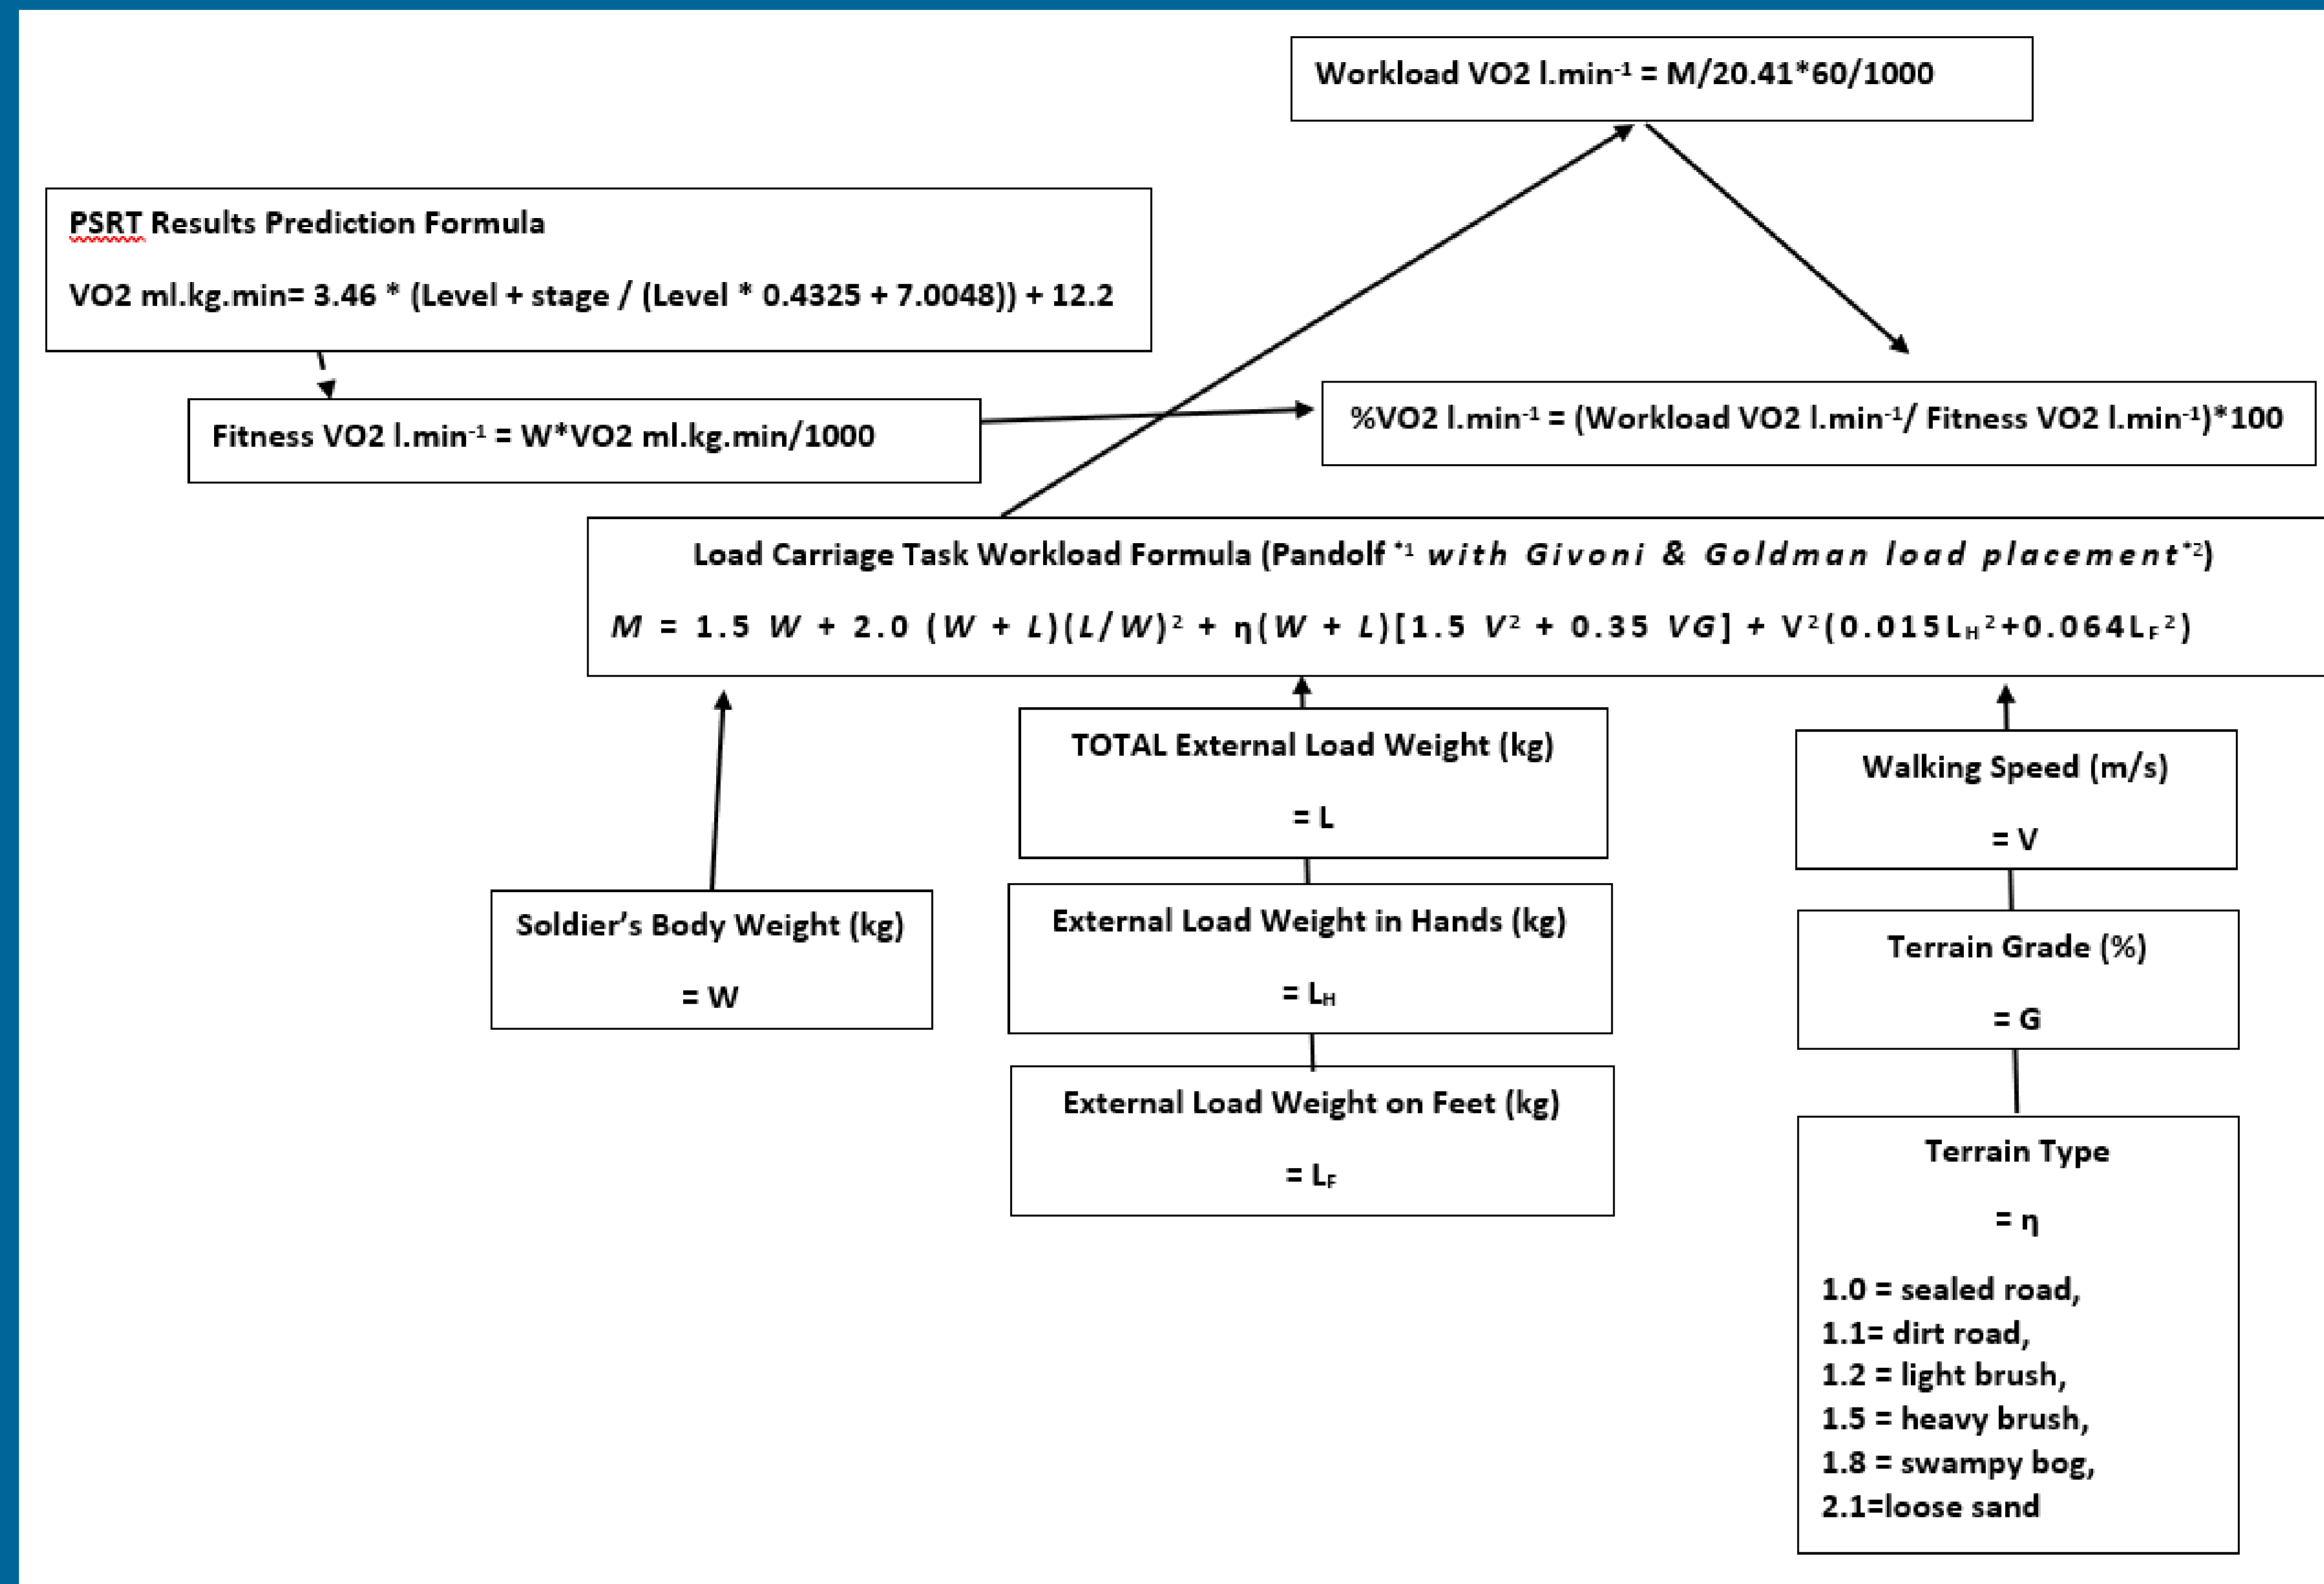 Workload VO2 l.min⁻¹ = M/20.41*60/1000
PSRT Results Prediction Formula
VO2 ml.kg.min= 3.46 * (Level + stage / (Level * 0.4325 + 7.0048)) + 12.2
Fitness VO2 l.min⁻¹ = W*VO2 ml.kg.min/1000
%VO2 l.min⁻¹ = (Workload VO2 l.min⁻¹/ Fitness VO2 l.min⁻¹)*100
Load Carriage Task Workload Formula (Pandolf *¹ with Givoni & Goldman load placement*²)
M = 1.5 W + 2.0 (W + L)(L/W)² + η(W + L)[1.5 V² + 0.35 VG] + V²(0.015L_H²+0.064L_F²)
Soldier’s Body Weight (kg)
= W
TOTAL External Load Weight (kg)
= L
External Load Weight in Hands (kg)
= L_H
External Load Weight on Feet (kg)
= L_F
Walking Speed (m/s)
= V
Terrain Grade (%)
= G
Terrain Type
= η
1.0 = sealed road,
1.1= dirt road,
1.2 = light brush,
1.5 = heavy brush,
1.8 = swampy bog,
2.1=loose sand